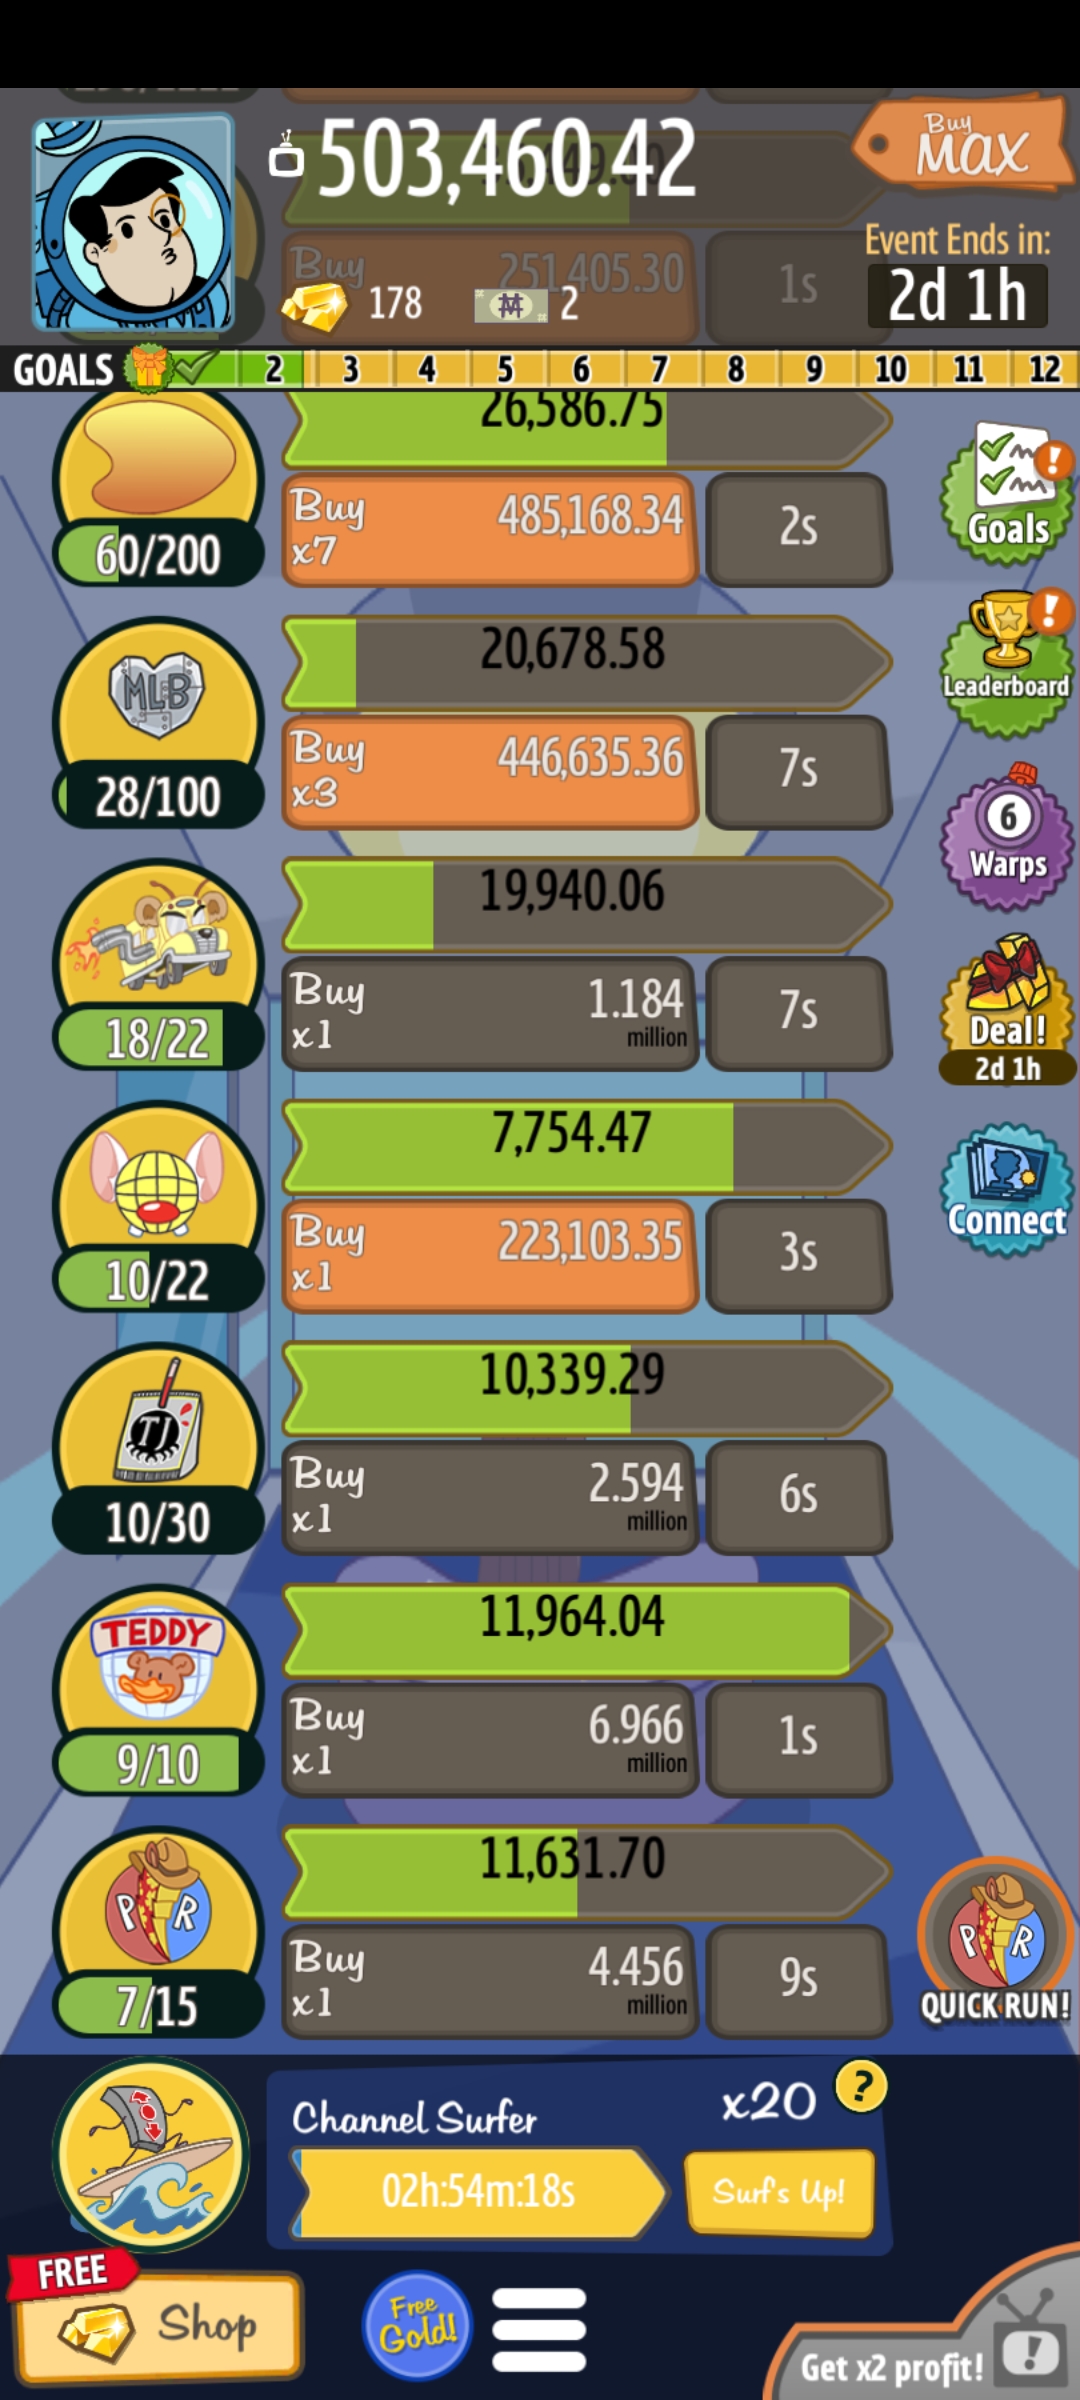 503,460.42
Buy
MAX
Buy 251,405.30
1s
178
2
Event Ends in:
2d 1h
GOALS 2 3 4 5 6 7 8 9 10 11 12
26,586.75
60/200
Buy x7
485,168.34
2s
Goals
20,678.58
MLB
28/100
Buy x3
446,635.36
7s
Leaderboard
19,940.06
18/22
Buy x1
1.184 million
7s
6
Warps
Deal!
2d 1h
7,754.47
10/22
Buy x1
223,103.35
3s
Connect
10,339.29
TJ
10/30
Buy x1
2.594 million
6s
11,964.04
TEDDY
9/10
Buy x1
6.966 million
1s
11,631.70
P R
7/15
Buy x1
4.456 million
9s
P R
QUICK RUN!
Channel Surfer
x20
?
02h:54m:18s
Surf's Up!
FREE
Shop
Free
Gold!
Get x2 profit!